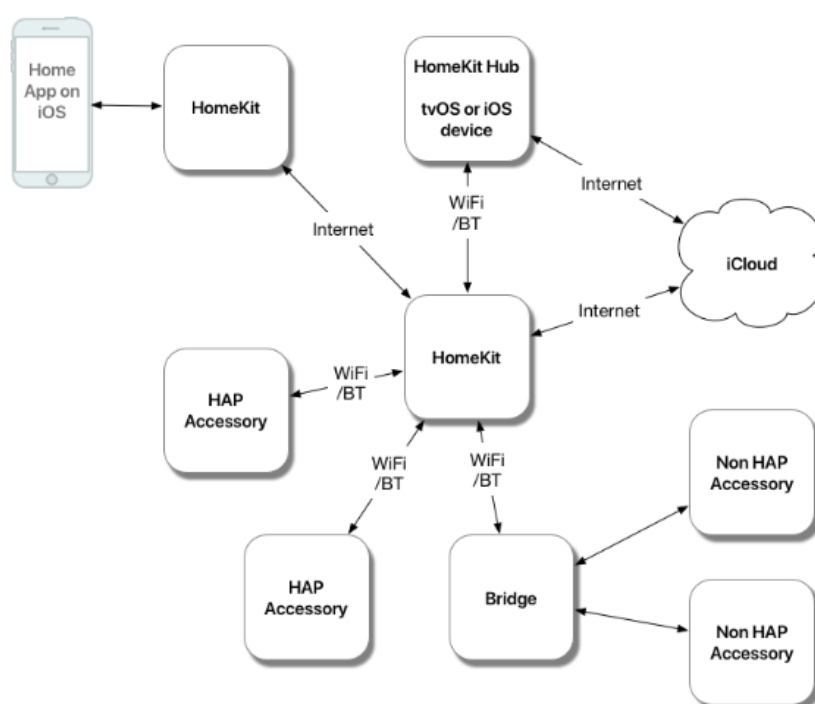 Home
App on
iOS
HomeKit
HomeKit Hub
tvOS or iOS
device
Internet
WiFi
/BT
Internet
iCloud
Internet
HomeKit
WiFi
/BT
HAP
Accessory
WiFi
/BT
WiFi
/BT
Non HAP
Accessory
HAP
Accessory
Bridge
Non HAP
Accessory